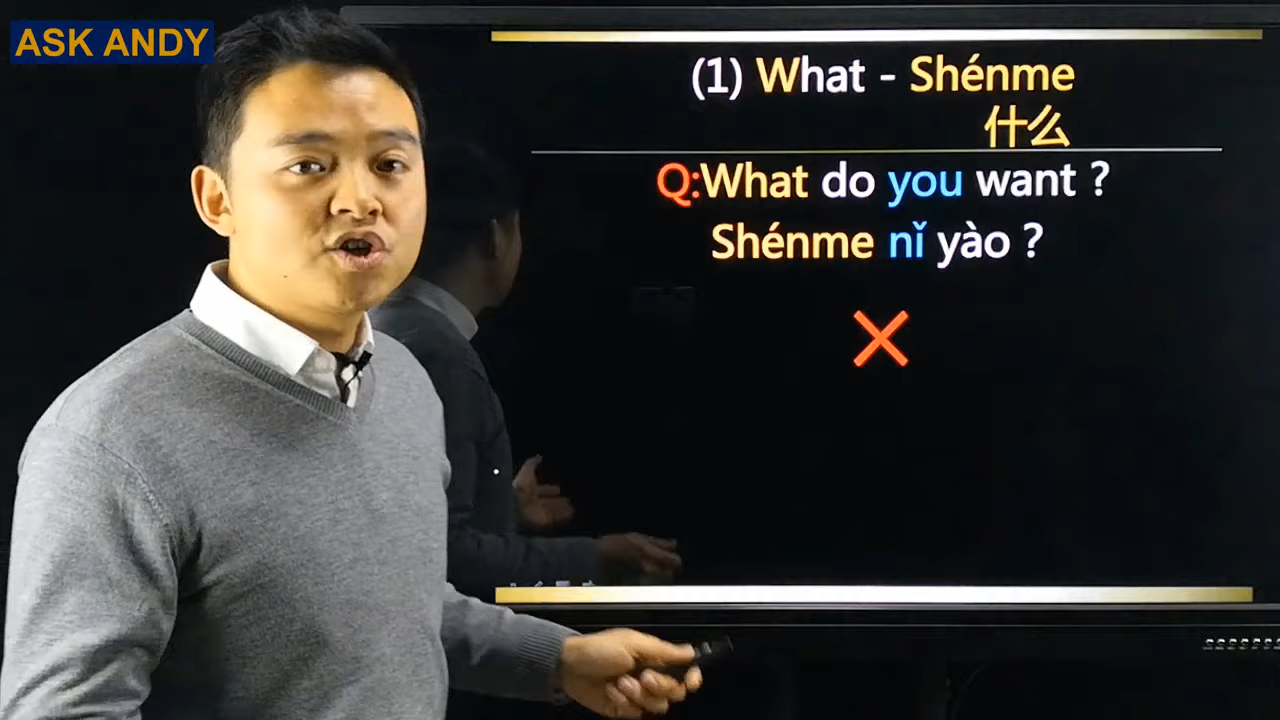 ASK ANDY
(1) What - Shénme
什么
Q:What do you want ?
Shénme nǐ yào ?